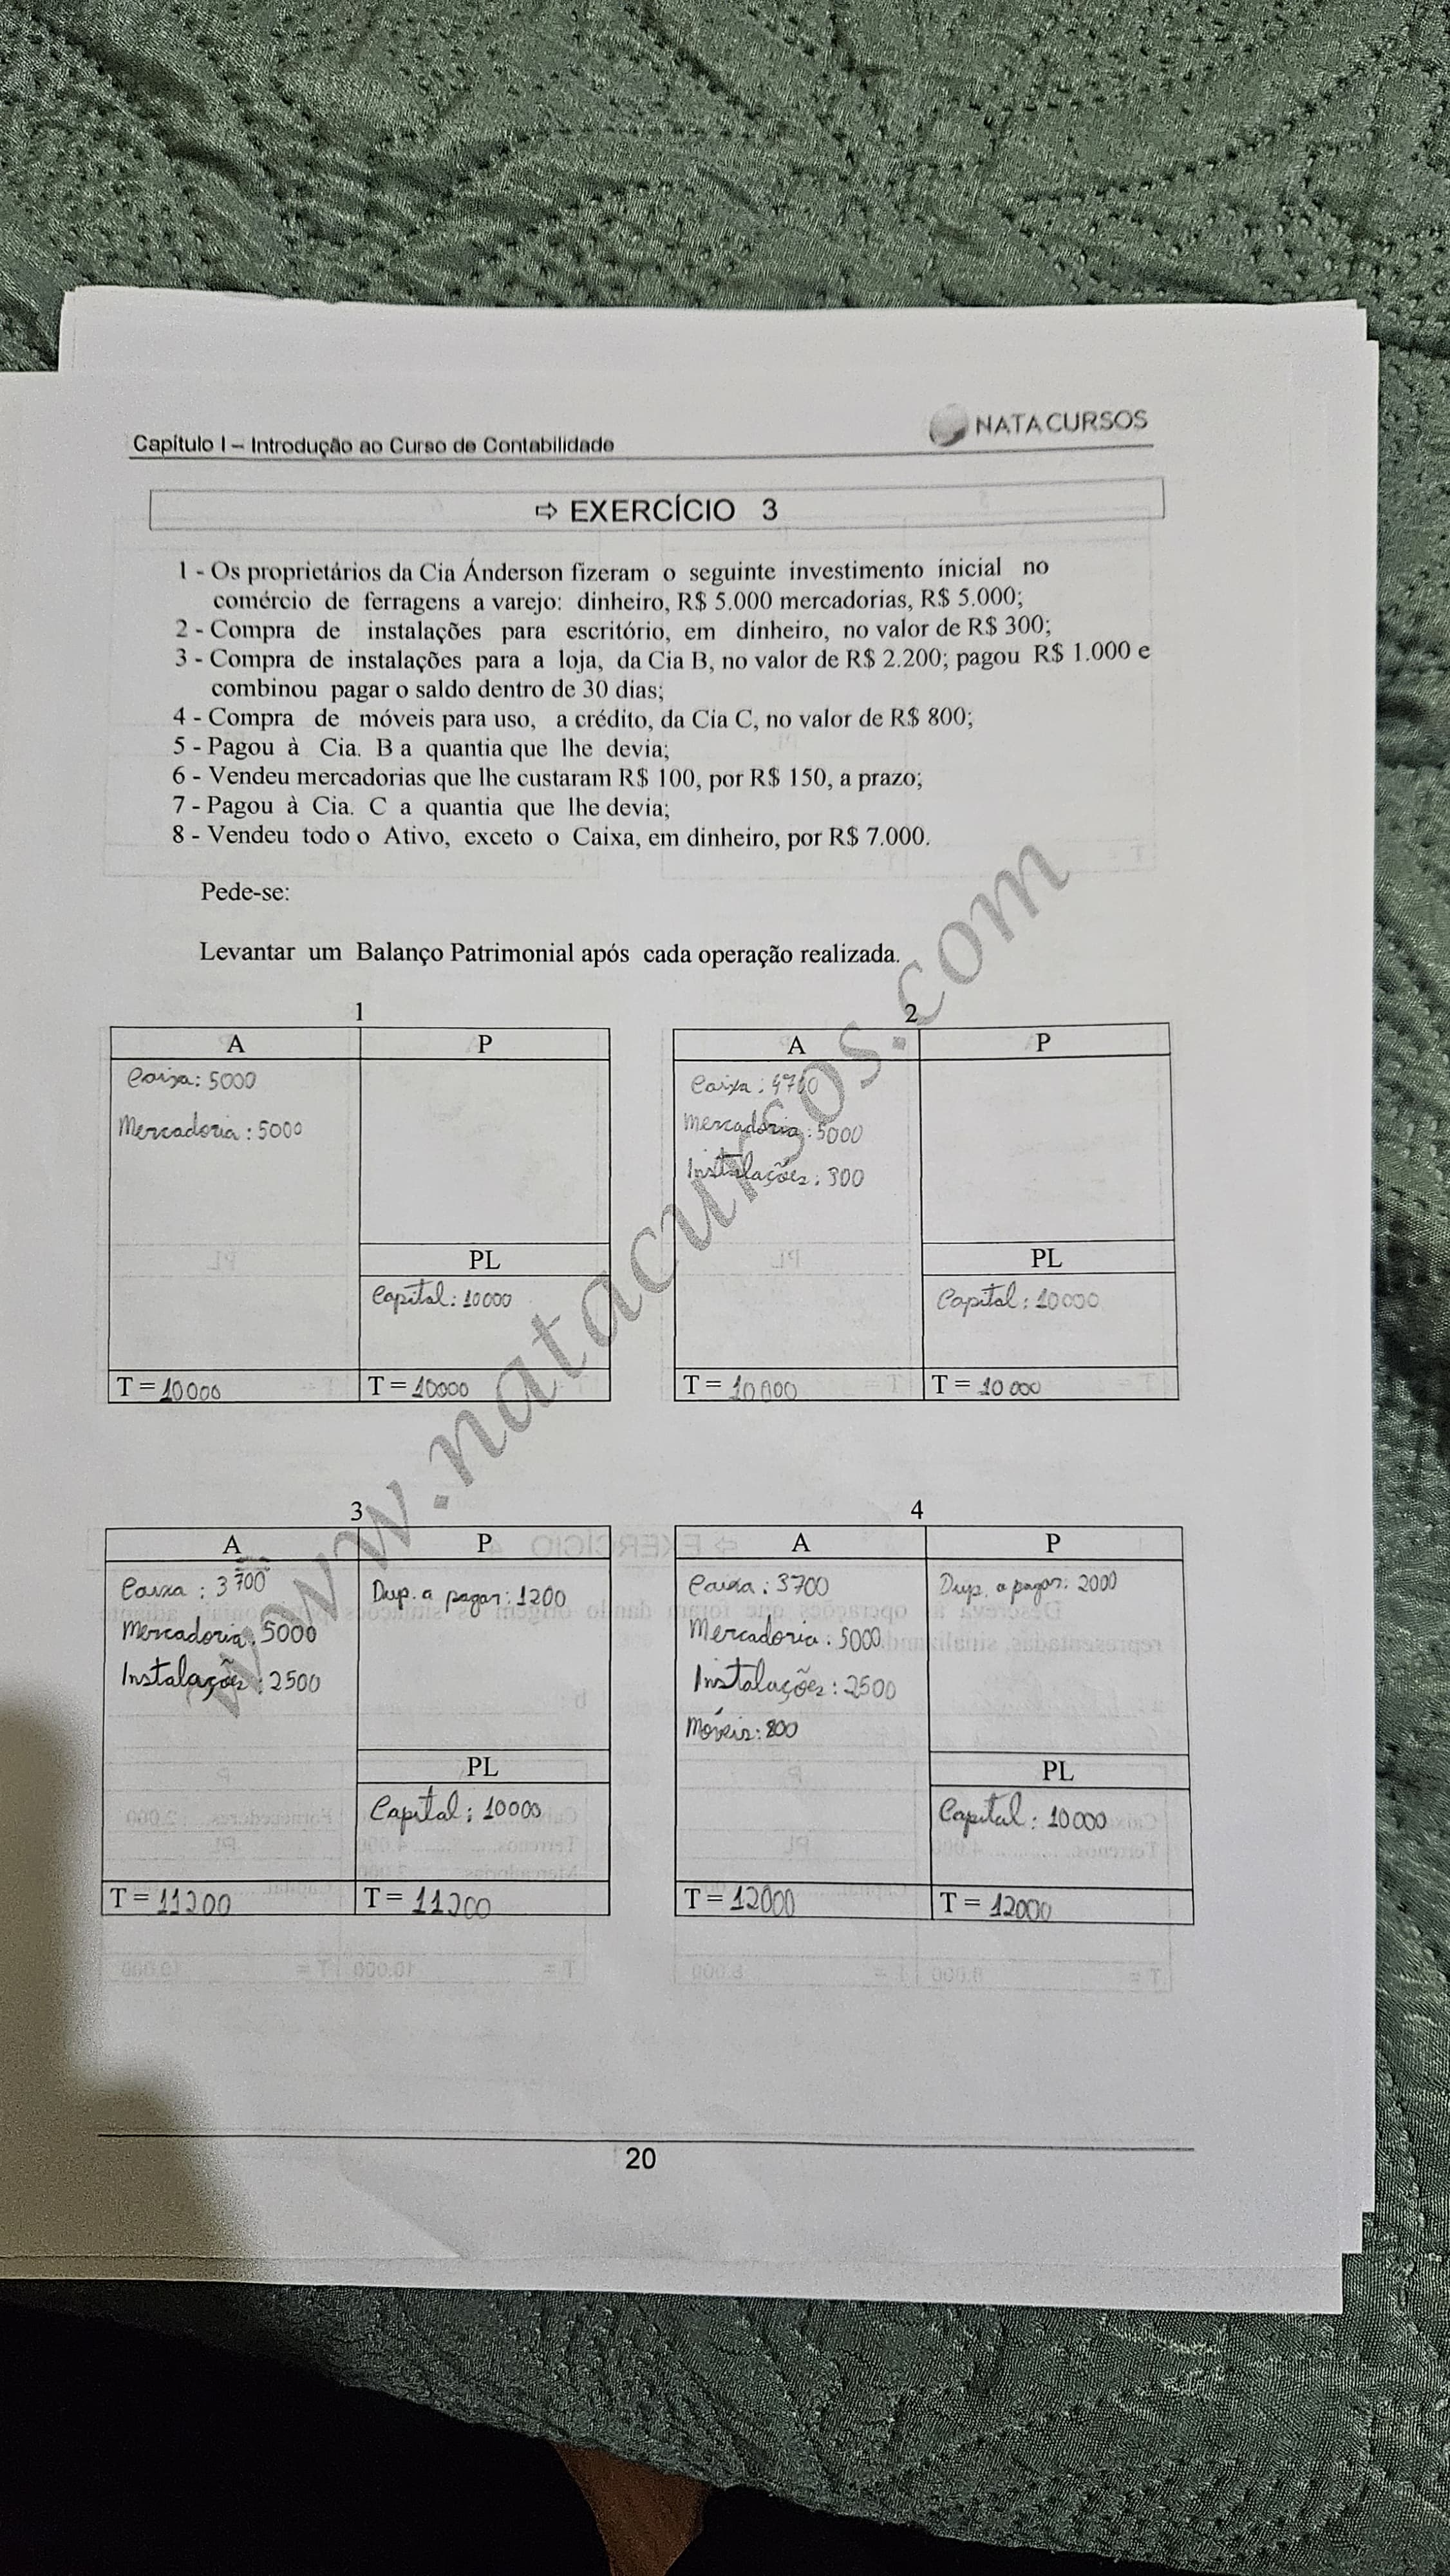 NATA CURSOS
Capítulo I – Introdução ao Curso de Contabilidade
⇨ EXERCÍCIO 3
1 - Os proprietários da Cia Ánderson fizeram o seguinte investimento inicial no
comércio de ferragens a varejo: dinheiro, R$ 5.000 mercadorias, R$ 5.000;
2 - Compra de instalações para escritório, em dinheiro, no valor de R$ 300;
3 - Compra de instalações para a loja, da Cia B, no valor de R$ 2.200; pagou R$ 1.000 e
combinou pagar o saldo dentro de 30 dias;
4 - Compra de móveis para uso, a crédito, da Cia C, no valor de R$ 800;
5 - Pagou à Cia. B a quantia que lhe devia;
6 - Vendeu mercadorias que lhe custaram R$ 100, por R$ 150, a prazo;
7 - Pagou à Cia. C a quantia que lhe devia;
8 - Vendeu todo o Ativo, exceto o Caixa, em dinheiro, por R$ 7.000.
Pede-se:
Levantar um Balanço Patrimonial após cada operação realizada.
www.natacursos.com
1
A P
Caixa: 5000
Mercadoria: 5000
PL
Capital: 10000
T = 10000 T = 10000
2
A P
Caixa: 4700
Mercadoria: 5000
Instalações: 300
PL
Capital: 10000
T = 10000 T = 10000
3
A P
Caixa: 3700 Dup. a pagar: 1200
Mercadoria: 5000
Instalações: 2500
PL
Capital: 10000
T = 11200 T = 11200
4
A P
Caixa: 3700 Dup. a pagar: 2000
Mercadoria: 5000
Instalações: 2500
Móveis: 800
PL
Capital: 10000
T = 12000 T = 12000
20